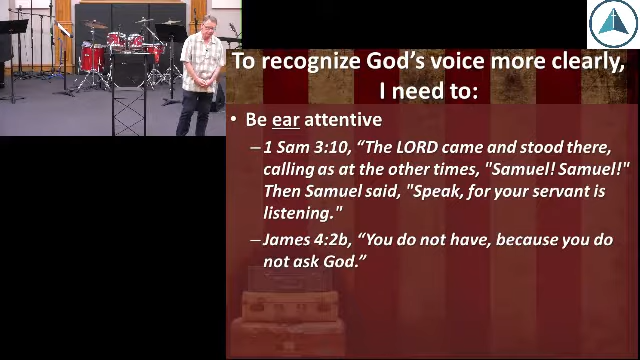 To recognize God's voice more clearly,
I need to:
• Be ear attentive
–1 Sam 3:10, “The LORD came and stood there,
calling as at the other times, "Samuel! Samuel!"
Then Samuel said, "Speak, for your servant is
listening."
–James 4:2b, “You do not have, because you do
not ask God.”